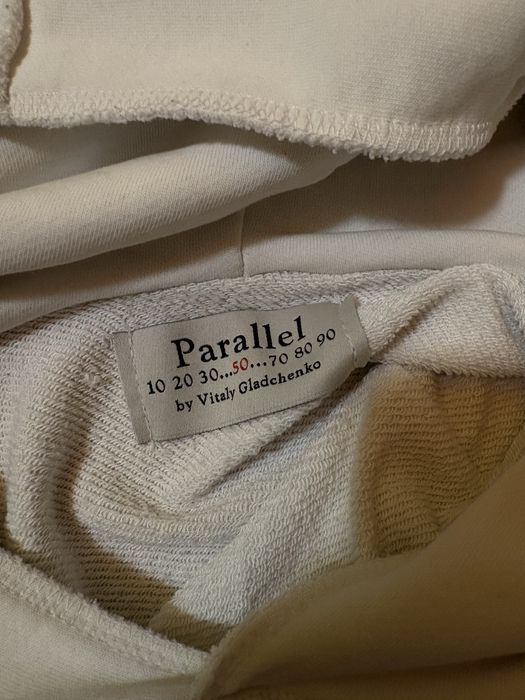 Parallel
10 20 30...50...70 80 90
by Vitaly Gladchenko